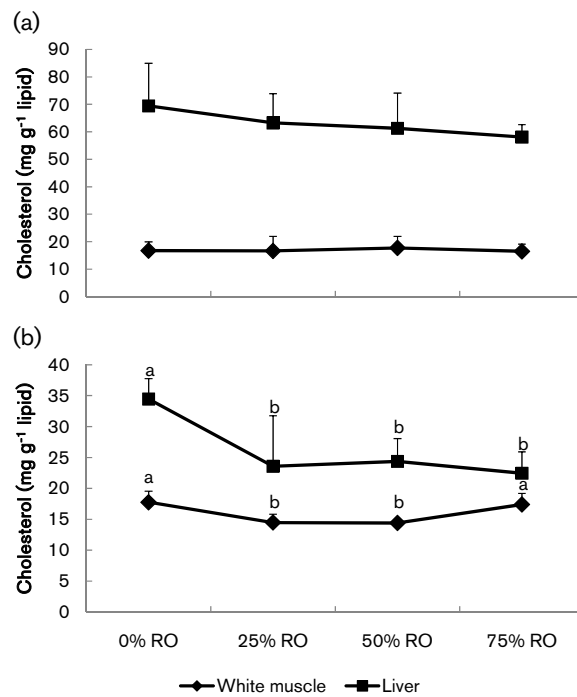 (a)
Cholesterol (mg g⁻¹ lipid)
90
80
70
60
50
40
30
20
10
0
(b)
Cholesterol (mg g⁻¹ lipid)
40
35
30
25
20
15
10
5
0
a
b
b
b
a
b
b
a
0% RO 25% RO 50% RO 75% RO
White muscle Liver